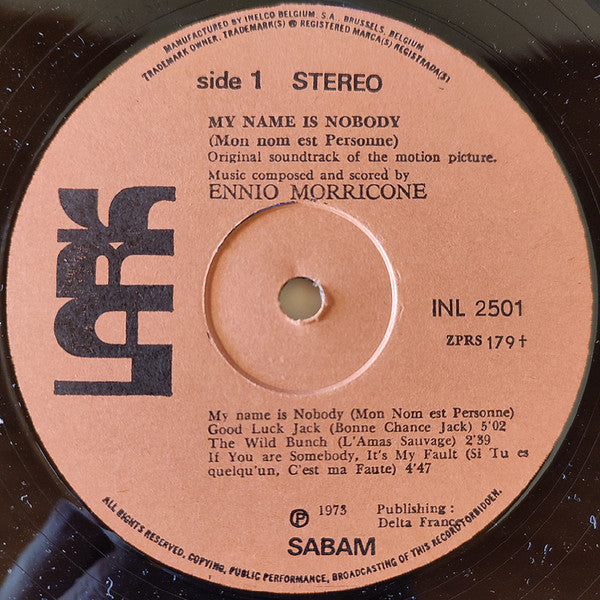 MANUFACTURED BY INELCO BELGIUM, S.A., BRUSSELS, BELGIUM
TRADEMARK OWNER, TRADEMARK(S) ® REGISTERED MARCA(S) REGISTRADA(S)
side 1 STEREO
MY NAME IS NOBODY
(Mon nom est Personne)
Original soundtrack of the motion picture.
Music composed and scored by
ENNIO MORRICONE
LARK
INL 2501
ZPRS 179+
My name is Nobody (Mon Nom est Personne)
Good Luck Jack (Bonne Chance Jack) 5'02
The Wild Bunch (L'Amas Sauvage) 2'39
If you are Somebody, It's My Fault (Si Tu es
quelqu'un, C'est ma Faute) 4'47
℗ 1973 Publishing :
Delta France
SABAM
ALL RIGHTS RESERVED, COPYING, PUBLIC PERFORMANCE, BROADCASTING OF THIS RECORD FORBIDDEN.